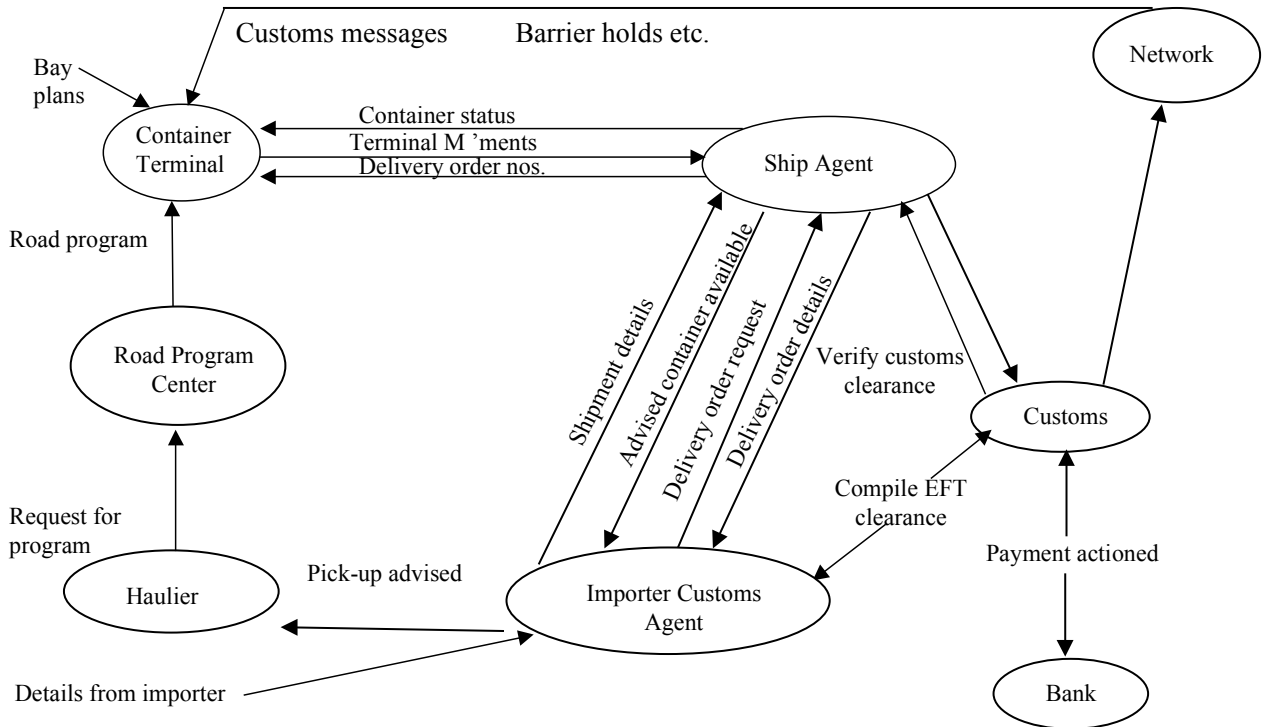 Customs messages
Barrier holds etc.
Network
Bay
plans
Container
Terminal
Container status
Terminal M ’ments
Delivery order nos.
Ship Agent
Road program
Road Program
Center
Shipment details
Advised container available
Delivery order request
Delivery order details
Verify customs
clearance
Customs
Compile EFT
clearance
Request for
program
Pick-up advised
Payment actioned
Haulier
Importer Customs
Agent
Details from importer
Bank